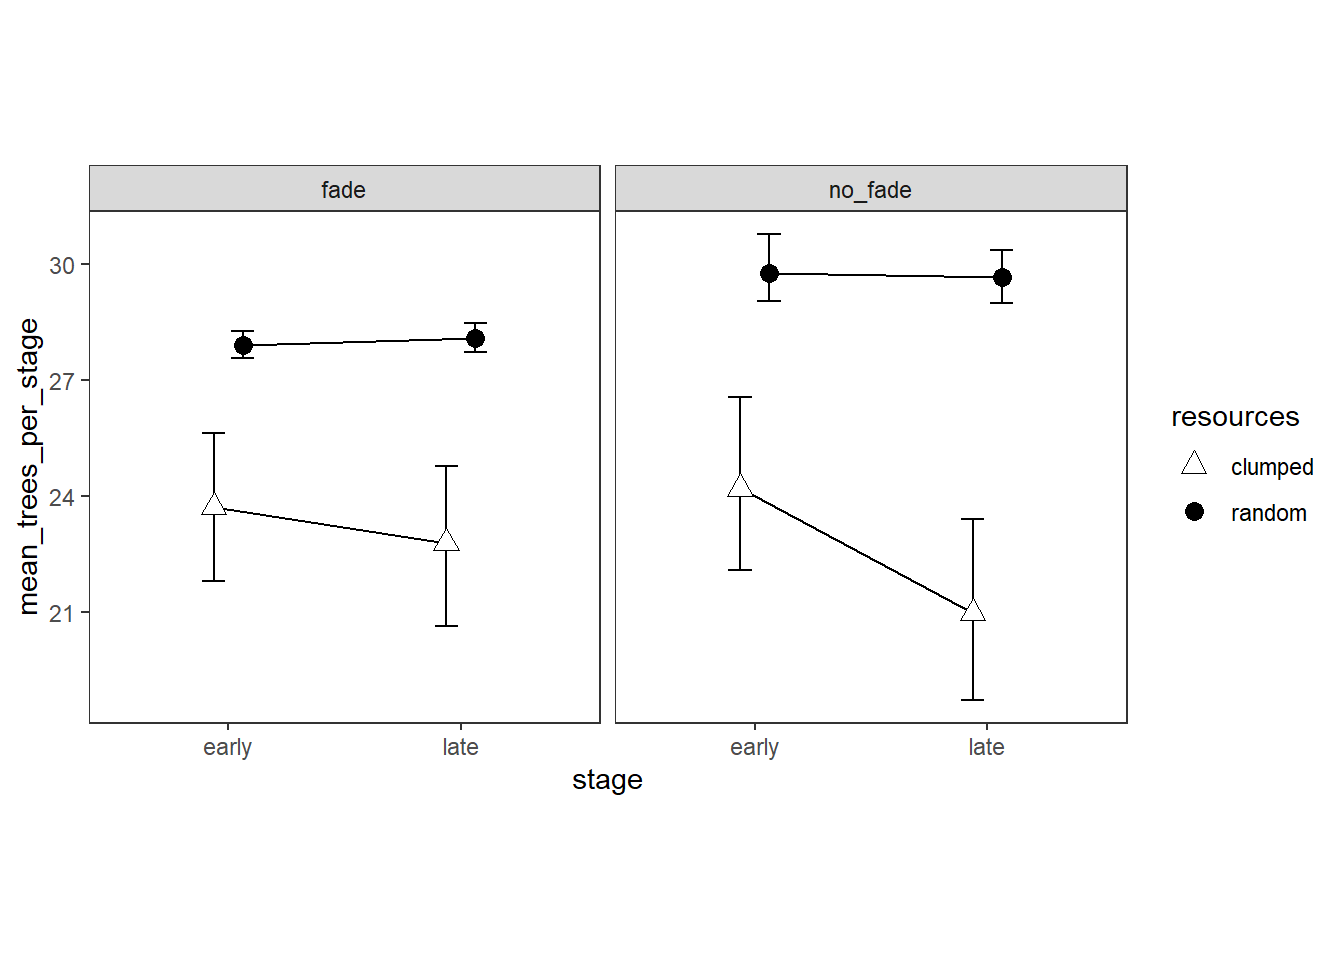 fade
no_fade
mean_trees_per_stage
30
27
24
21
early
late
early
late
stage
resources
clumped
random